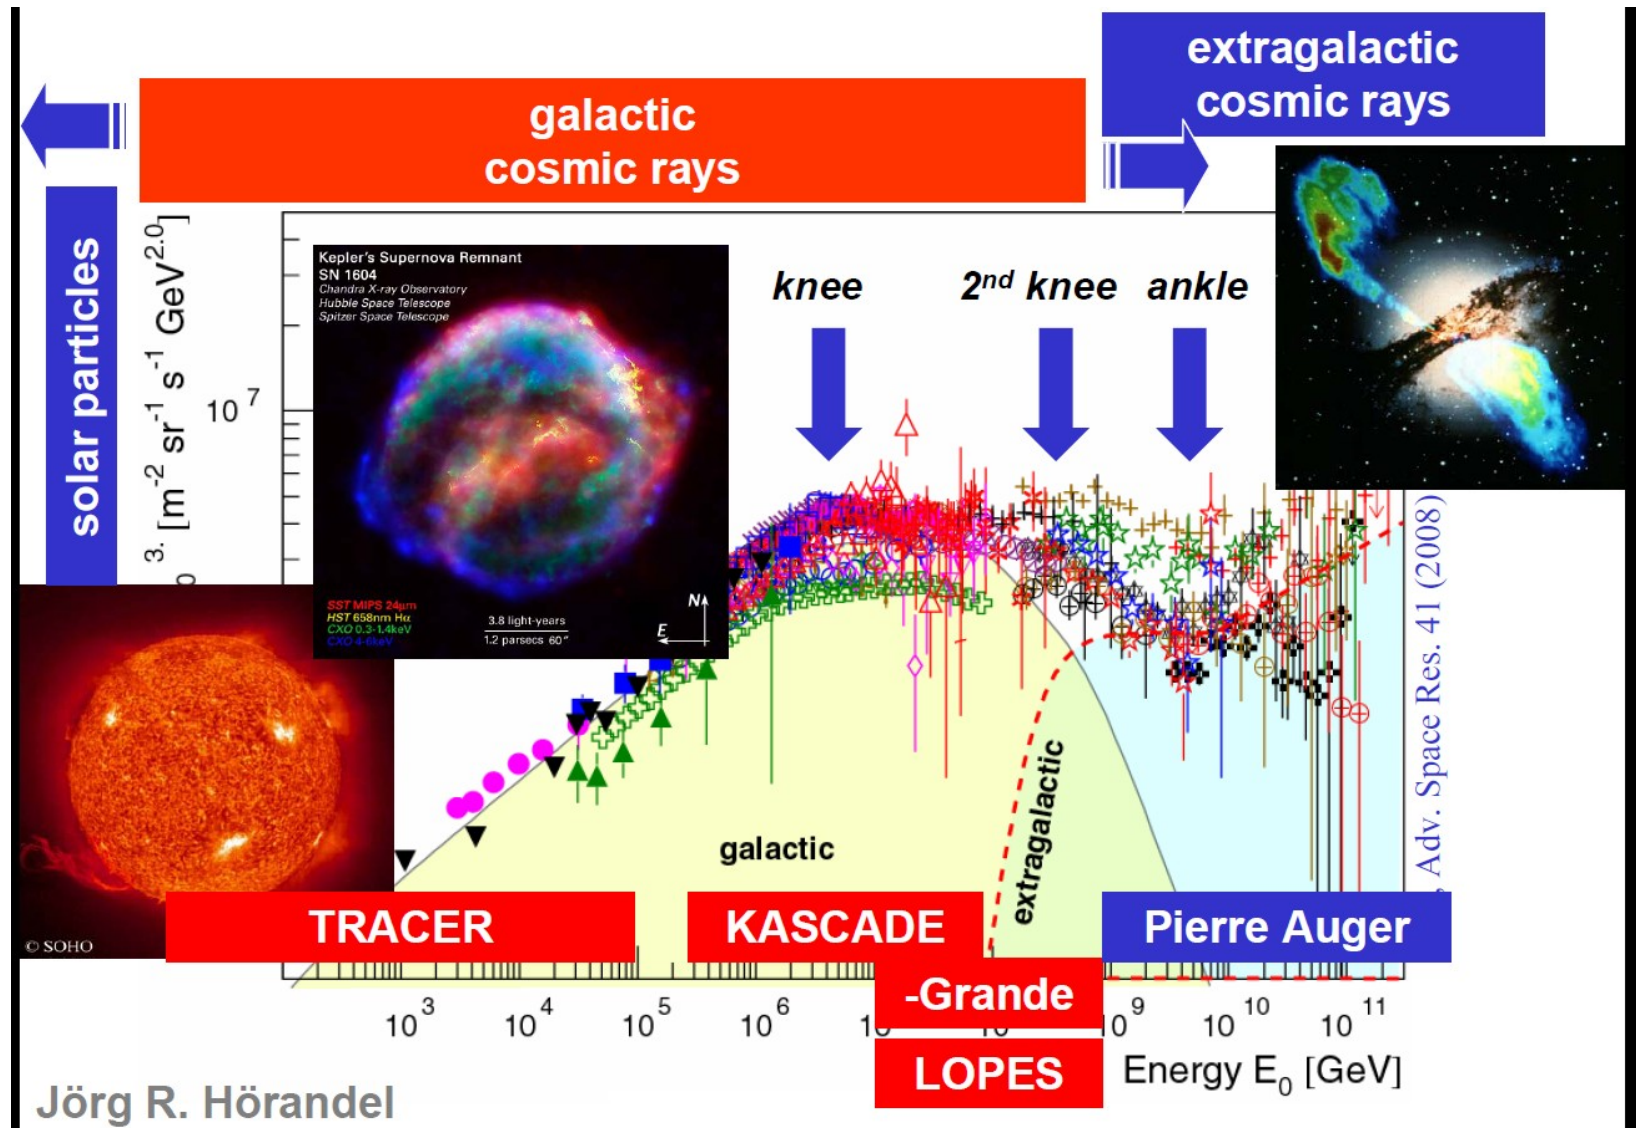 extragalactic
cosmic rays
galactic
cosmic rays
solar particles
3. [m-2 sr-1 s-1 GeV2.0]
0
10 7
Kepler's Supernova Remnant
SN 1604
Chandra X-ray Observatory
Hubble Space Telescope
Spitzer Space Telescope
SST MIPS 24µm
HST 658nm Hα
CXO 0.3-1.4keV
CXO 4-6keV
3.8 light-years
1.2 parsecs 60"
N
E
knee
2nd knee
ankle
, Adv. Space Res. 41 (2008)
galactic
extragalactic
© SOHO
TRACER
KASCADE
Pierre Auger
-Grande
LOPES
10 3
10 4
10 5
10 6
10 9
10 10
10 11
Energy E0 [GeV]
Jörg R. Hörandel